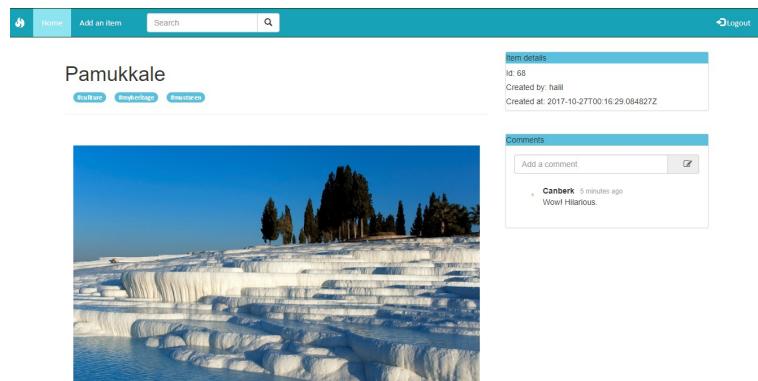 Home Add an item Search Logout
Pamukkale
#culture #myheritage #mustseen
Item details
Id: 68
Created by: halil
Created at: 2017-10-27T00:16:29.084827Z
Comments
Add a comment
Canberk 5 minutes ago
Wow! Hilarious.